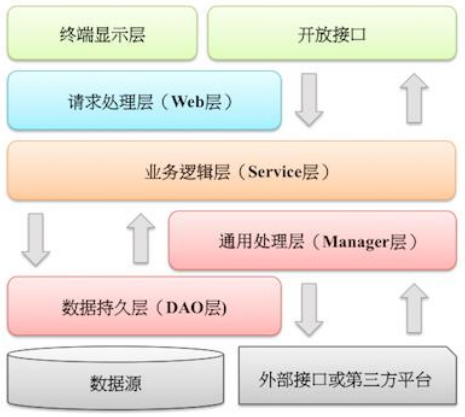 终端显示层
开放接口
请求处理层（Web层）
业务逻辑层（Service层）
通用处理层（Manager层）
数据持久层（DAO层)
数据源
外部接口或第三方平台